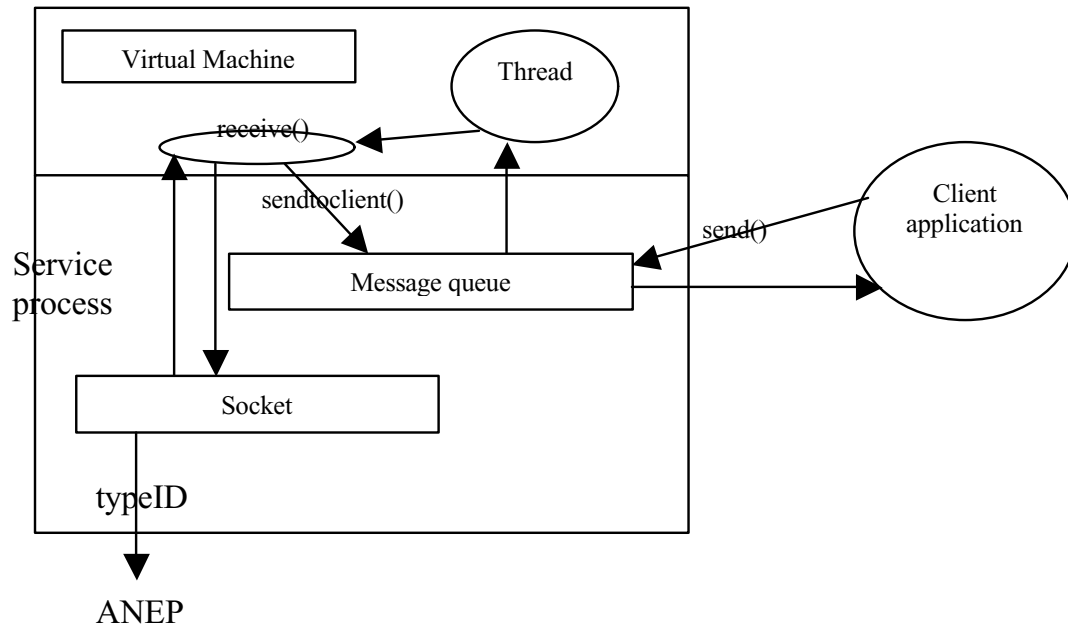 Virtual Machine
Thread
receive()
sendtoclient()
Client
application
send()
Service
process
Message queue
Socket
typeID
ANEP